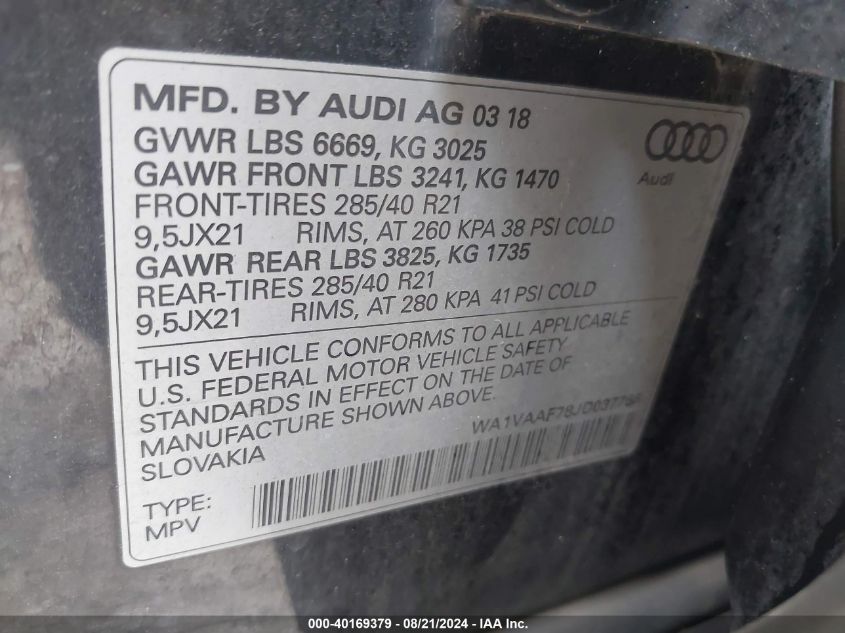 MFD. BY AUDI AG 03 18
GVWR LBS 6669, KG 3025
GAWR FRONT LBS 3241, KG 1470
FRONT-TIRES 285/40 R21
9,5JX21 RIMS, AT 260 KPA 38 PSI COLD
GAWR REAR LBS 3825, KG 1735
REAR-TIRES 285/40 R21
9,5JX21 RIMS, AT 280 KPA 41 PSI COLD
THIS VEHICLE CONFORMS TO ALL APPLICABLE
U.S. FEDERAL MOTOR VEHICLE SAFETY
STANDARDS IN EFFECT ON THE DATE OF
MANUFACTURE SHOWN ABOVE.
SLOVAKIA
TYPE:
MPV
Audi
000-40169379 - 08/21/2024 - IAA Inc.